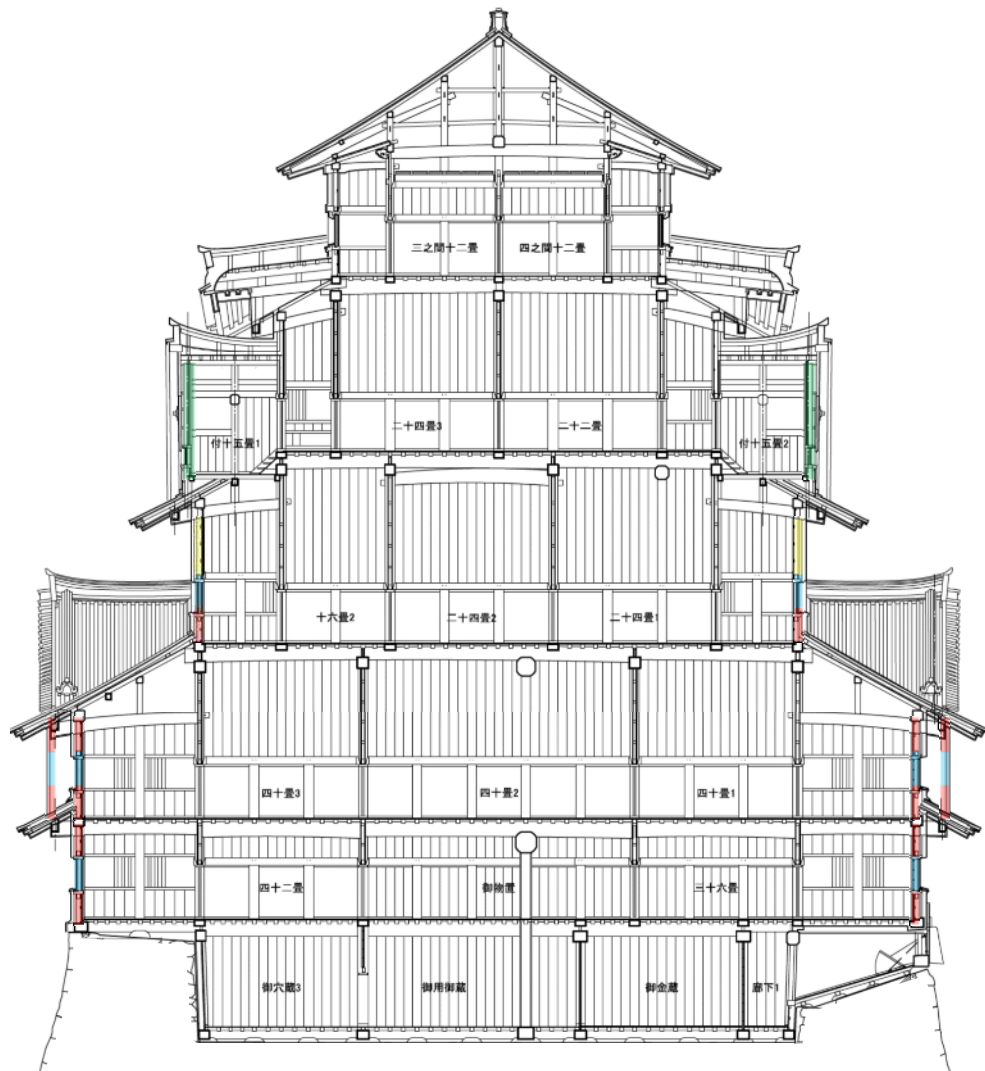 三之間十二畳
四之間十二畳
付十五畳1
二十四畳3
二十二畳
付十五畳2
十六畳2
二十四畳2
二十四畳1
四十畳3
四十畳2
四十畳1
四十二畳
御物置
三十六畳
御穴蔵3
御用御蔵
御金蔵
廊下1